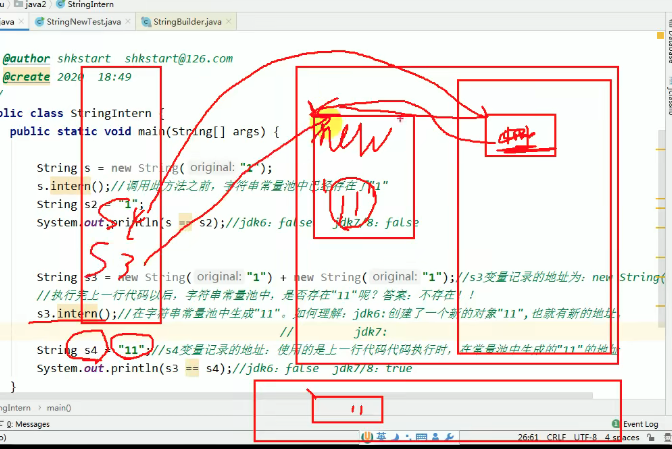 java2 StringIntern
java StringNewTest.java StringBuilder.java
@author shkstart shkstart@126.com
@create 2020 18:49
public class StringIntern {
public static void main(String[] args) {
String s = new String( original: "1");
s.intern();//调用此方法之前，字符串常量池中已经存在了"1"
String s2 = "1";
System.out.println(s == s2);//jdk6：false jdk7/8：false
S4
S3
new
11
String s3 = new String( original: "1") + new String( original: "1");//s3变量记录的地址为：new String(
//执行完上一行代码以后，字符串常量池中，是否存在"11"呢？答案：不存在！！
s3.intern();//在字符串常量池中生成"11"。如何理解：jdk6:创建了一个新的对象"11",也就有新的地址。
// jdk7:
String s4 = "11";//s4变量记录的地址：使用的是上一行代码代码执行时，在常量池中生成的"11"的地址
System.out.println(s3 == s4);//jdk6：false jdk7/8：true
}
11
StringIntern main()
0: Messages
英
Event Log
26:61 CRLF UTF-8 4 spaces